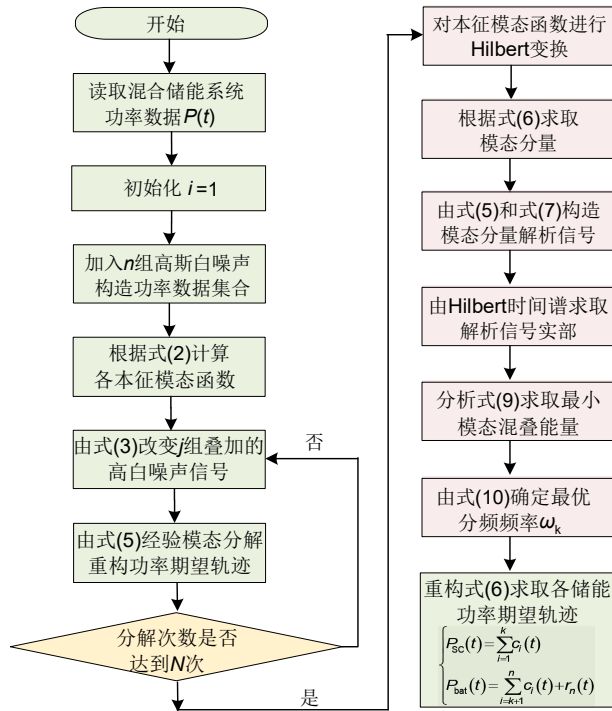 开始
读取混合储能系统
功率数据P(t)
初始化 i=1
加入n组高斯白噪声
构造功率数据集合
根据式(2)计算
各本征模态函数
由式(3)改变j组叠加的
高白噪声信号
否
由式(5)经验模态分解
重构功率期望轨迹
分解次数是否
达到N次
是
对本征模态函数进行
Hilbert变换
根据式(6)求取
模态分量
由式(5)和式(7)构造
模态分量解析信号
由Hilbert时间谱求取
解析信号实部
分析式(9)求取最小
模态混叠能量
由式(10)确定最优
分频频率ωk
重构式(6)求取各储能
功率期望轨迹
PSC(t)=∑i=1k ci(t)
Pbat(t)=∑i=k+1n ci(t)+rn(t)